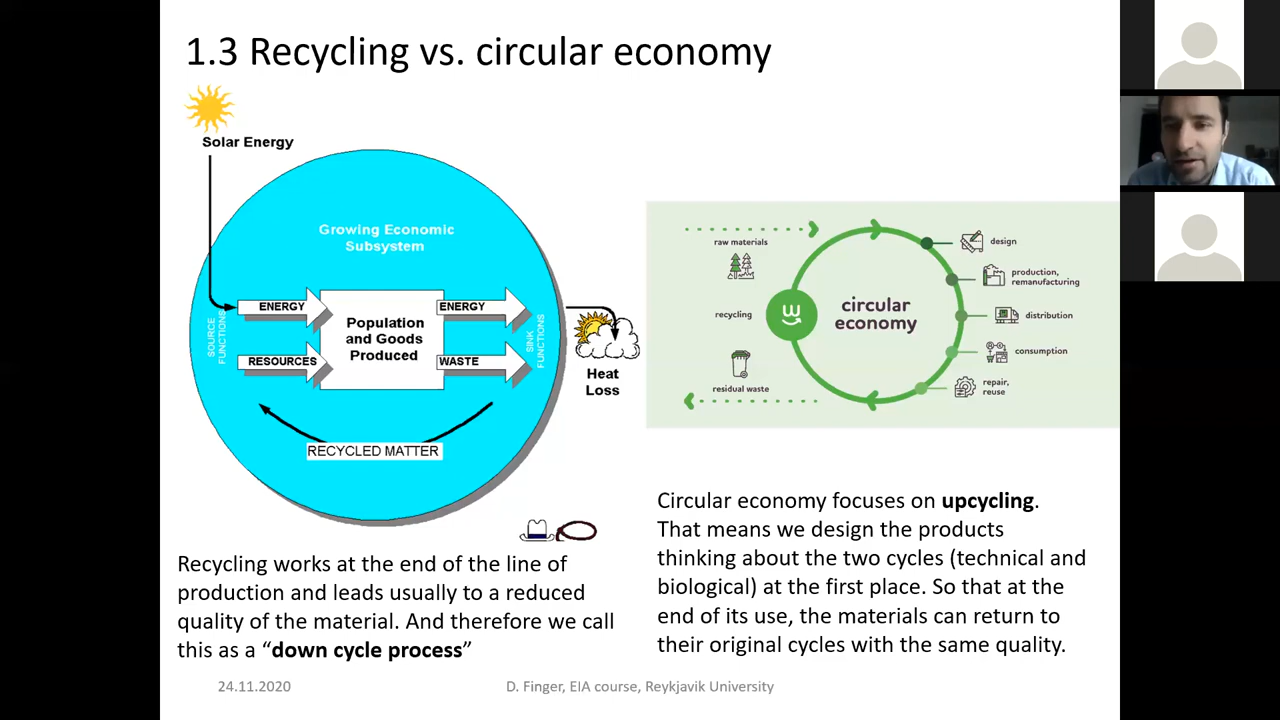 1.3 Recycling vs. circular economy
Solar Energy
Growing Economic
Subsystem
SOURCE
FUNCTIONS
ENERGY
RESOURCES
Population
and Goods
Produced
ENERGY
WASTE
SINK
FUNCTIONS
Heat
Loss
RECYCLED MATTER
Recycling works at the end of the line of
production and leads usually to a reduced
quality of the material. And therefore we call
this as a “down cycle process”
raw materials
recycling
residual waste
circular
economy
design
production,
remanufacturing
distribution
consumption
repair,
reuse
Circular economy focuses on upcycling.
That means we design the products
thinking about the two cycles (technical and
biological) at the first place. So that at the
end of its use, the materials can return to
their original cycles with the same quality.
24.11.2020
D. Finger, EIA course, Reykjavik University